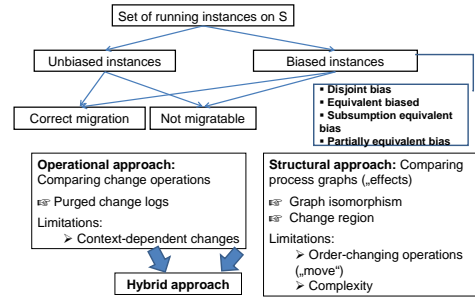 Set of running instances on S
Unbiased instances
Biased instances
▪ Disjoint bias
▪ Equivalent biased
▪ Subsumption equivalent
bias
▪ Partially equivalent bias
Correct migration
Not migratable
Operational approach:
Comparing change operations
☞ Purged change logs
Limitations:
➢ Context-dependent changes
Structural approach: Comparing
process graphs („effects)
☞ Graph isomorphism
☞ Change region
Limitations:
➢ Order-changing operations
(„move“)
➢ Complexity
Hybrid approach